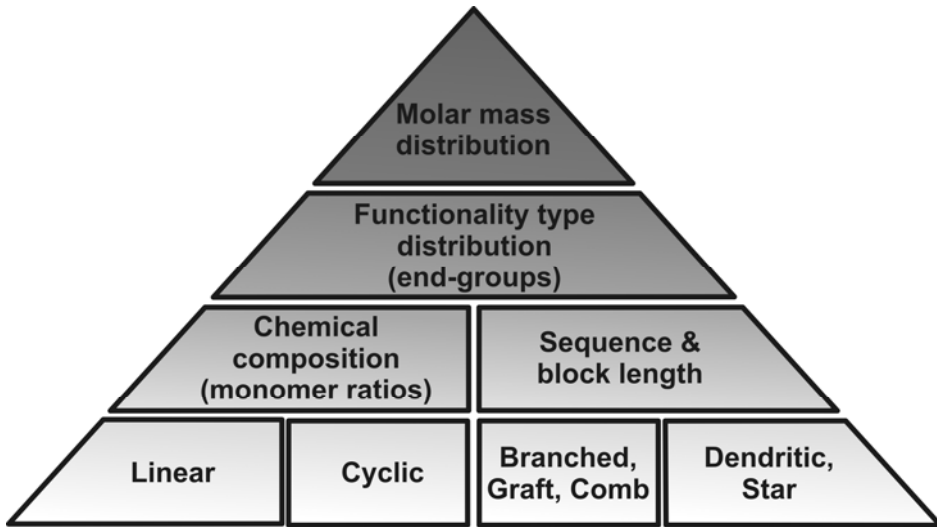 Molar mass
distribution
Functionality type
distribution
(end-groups)
Chemical
composition
(monomer ratios)
Sequence &
block length
Linear
Cyclic
Branched,
Graft, Comb
Dendritic,
Star